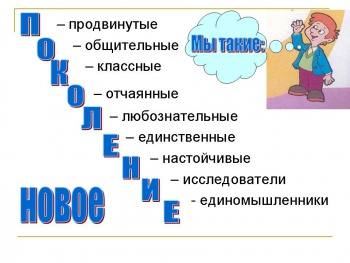 П – продвинутые
О – общительные
Мы такие:
К – классные
О – отчаянные
Л – любознательные
Е – единственные
Н – настойчивые
И – исследователи
Е - единомышленники
НОВОЕ